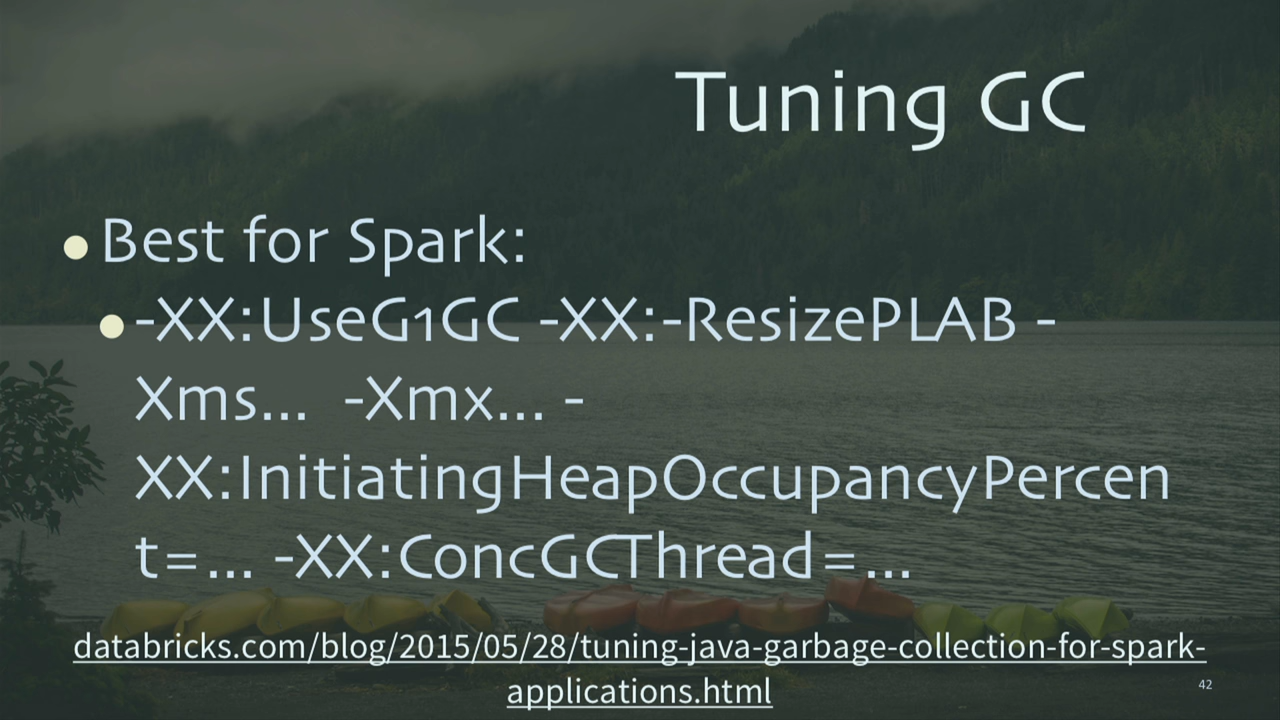 Tuning GC
Best for Spark:
-XX:UseG1GC -XX:-ResizePLAB -
Xms... -Xmx... -
XX:InitiatingHeapOccupancyPercen
t=... -XX:ConcGCThread=...
databricks.com/blog/2015/05/28/tuning-java-garbage-collection-for-spark-
applications.html
42